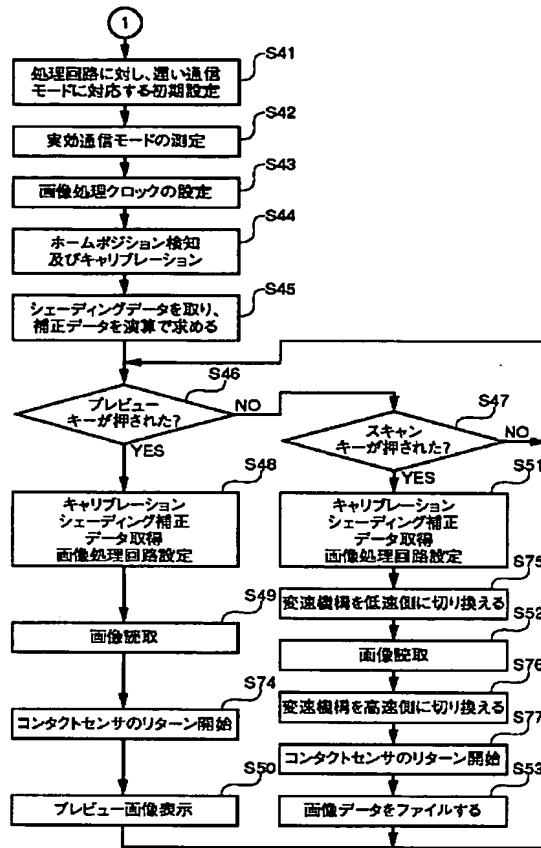 1
S41
処理回路に対し、遅い通信
モードに対応する初期設定
S42
実効通信モードの測定
S43
画像処理クロックの設定
S44
ホームポジション検知
及びキャリブレーション
S45
シェーディングデータを取り、
補正データを演算で求める
S46
プレビュー
キーが押された?
NO
YES
S47
スキャン
キーが押された?
NO
YES
S48
キャリブレーション
シェーディング補正
データ取得
画像処理回路設定
S51
キャリブレーション
シェーディング補正
データ取得
画像処理回路設定
S75
変速機構を低速側に切り換える
S49
画像読取
S52
画像読取
S76
変速機構を高速側に切り換える
S74
コンタクトセンサのリターン開始
S77
コンタクトセンサのリターン開始
S50
プレビュー画像表示
S53
画像データをファイルする